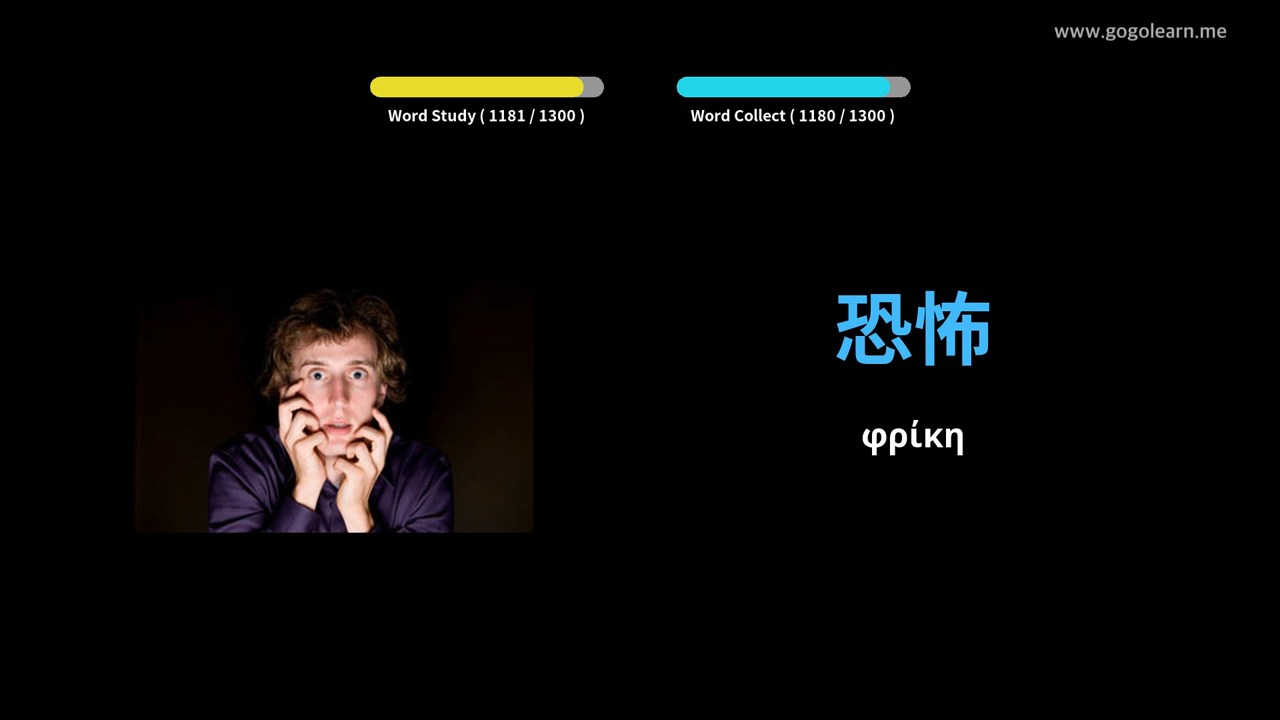 www.gogolearn.me
Word Study ( 1181 / 1300 )
Word Collect ( 1180 / 1300 )
恐怖
φρίκη